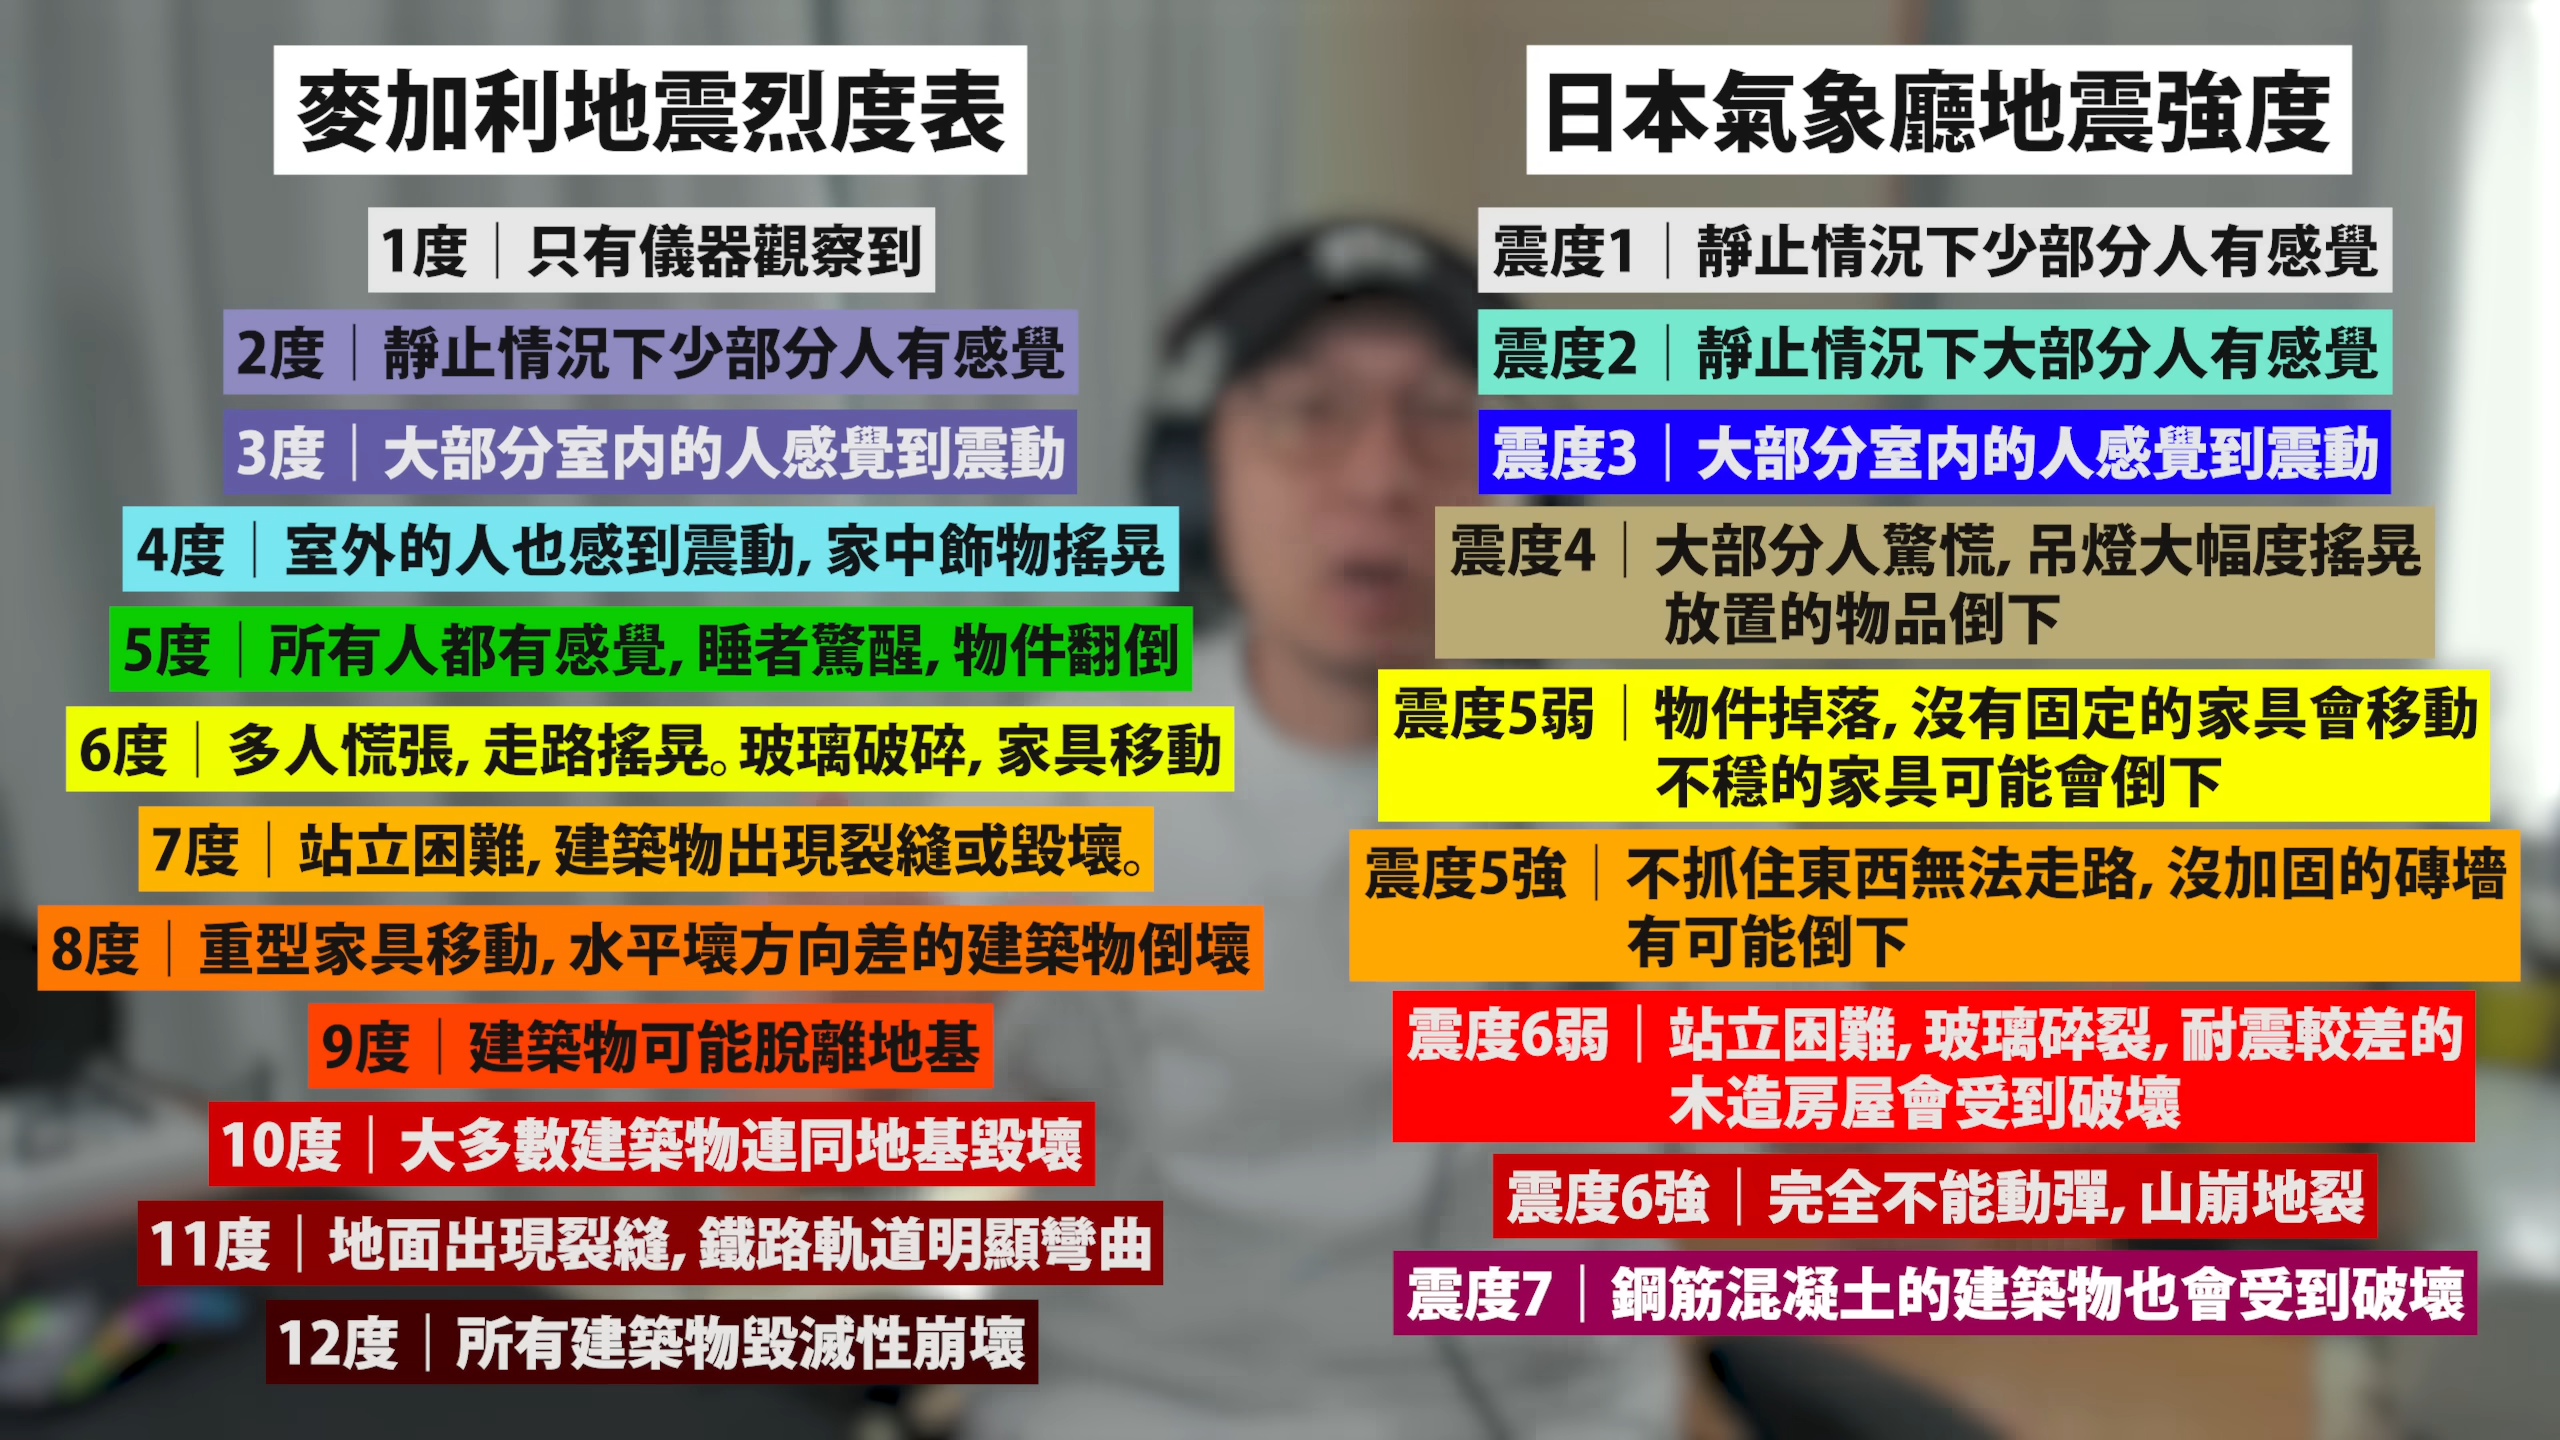 麥加利地震烈度表
1度｜只有儀器觀察到
2度｜靜止情況下少部分人有感覺
3度｜大部分室内的人感覺到震動
4度｜室外的人也感到震動, 家中飾物搖晃
5度｜所有人都有感覺, 睡者驚醒, 物件翻倒
6度｜多人慌張, 走路搖晃。玻璃破碎, 家具移動
7度｜站立困難, 建築物出現裂縫或毀壞。
8度｜重型家具移動, 水平壞方向差的建築物倒壞
9度｜建築物可能脫離地基
10度｜大多數建築物連同地基毀壞
11度｜地面出現裂縫, 鐵路軌道明顯彎曲
12度｜所有建築物毀滅性崩壞
日本氣象廳地震強度
震度1｜靜止情況下少部分人有感覺
震度2｜靜止情況下大部分人有感覺
震度3｜大部分室内的人感覺到震動
震度4｜大部分人驚慌, 吊燈大幅度搖晃
放置的物品倒下
震度5弱｜物件掉落, 沒有固定的家具會移動
不穩的家具可能會倒下
震度5強｜不抓住東西無法走路, 沒加固的磚墻
有可能倒下
震度6弱｜站立困難, 玻璃碎裂, 耐震較差的
木造房屋會受到破壞
震度6強｜完全不能動彈, 山崩地裂
震度7｜鋼筋混凝土的建築物也會受到破壞